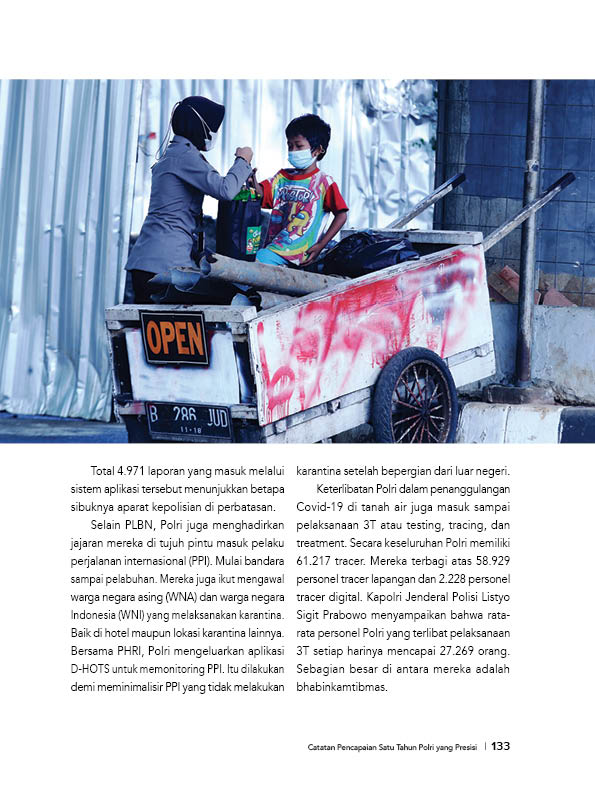 OPEN
B 286 JUD
11-18
Total 4.971 laporan yang masuk melalui
sistem aplikasi tersebut menunjukkan betapa
sibuknya aparat kepolisian di perbatasan.
Selain PLBN, Polri juga menghadirkan
jajaran mereka di tujuh pintu masuk pelaku
perjalanan internasional (PPI). Mulai bandara
sampai pelabuhan. Mereka juga ikut mengawal
warga negara asing (WNA) dan warga negara
Indonesia (WNI) yang melaksanakan karantina.
Baik di hotel maupun lokasi karantina lainnya.
Bersama PHRI, Polri mengeluarkan aplikasi
D-HOTS untuk memonitoring PPI. Itu dilakukan
demi meminimalisir PPI yang tidak melakukan
karantina setelah bepergian dari luar negeri.
Keterlibatan Polri dalam penanggulangan
Covid-19 di tanah air juga masuk sampai
pelaksanaan 3T atau testing, tracing, dan
treatment. Secara keseluruhan Polri memiliki
61.217 tracer. Mereka terbagi atas 58.929
personel tracer lapangan dan 2.228 personel
tracer digital. Kapolri Jenderal Polisi Listyo
Sigit Prabowo menyampaikan bahwa rata-
rata personel Polri yang terlibat pelaksanaan
3T setiap harinya mencapai 27.269 orang.
Sebagian besar di antara mereka adalah
bhabinkamtibmas.
Catatan Pencapaian Satu Tahun Polri yang Presisi | 133